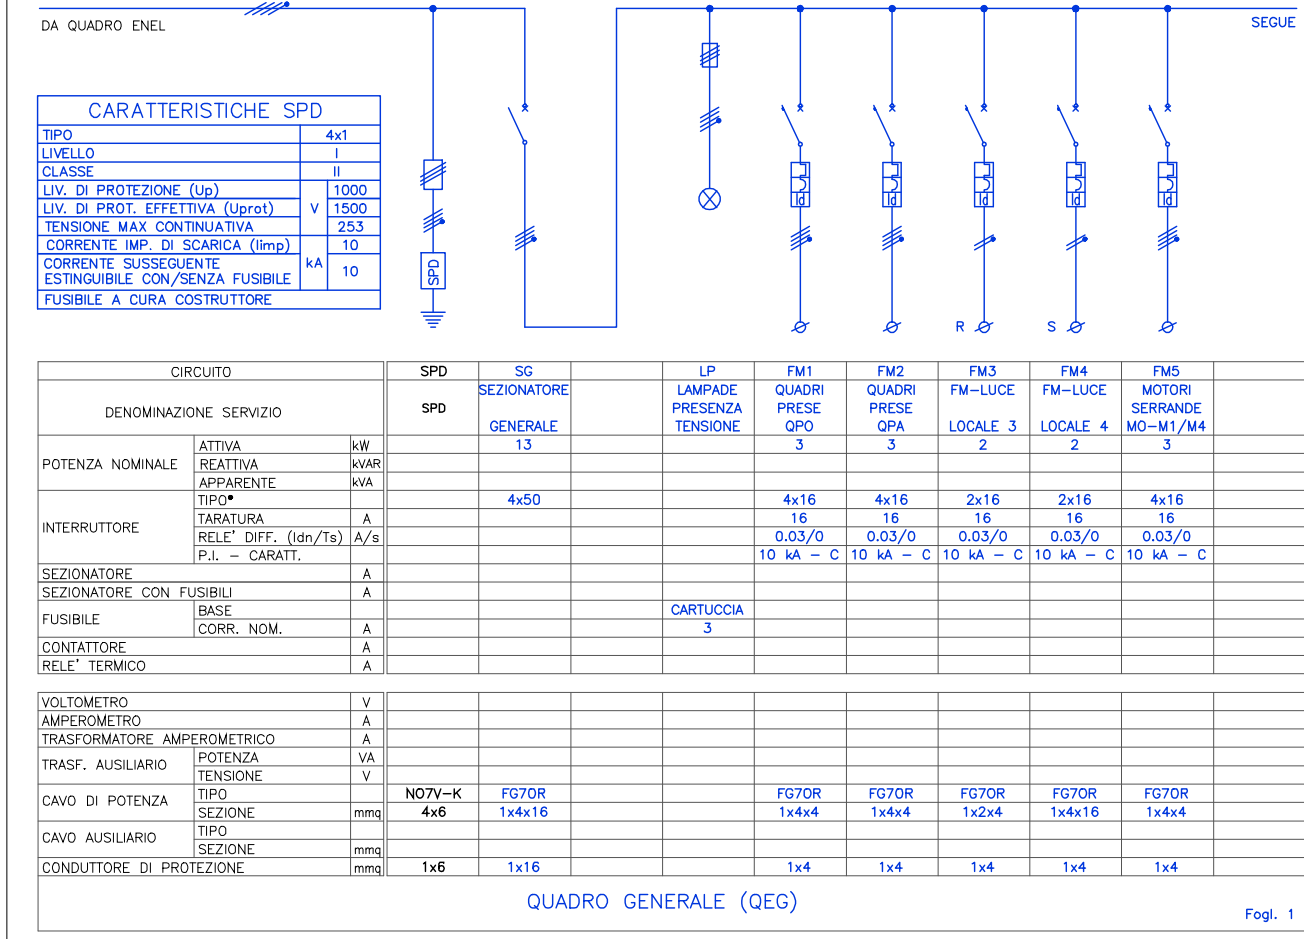 DA QUADRO ENEL
SEGUE
CARATTERISTICHE SPD
TIPO 4x1
LIVELLO I
CLASSE II
LIV. DI PROTEZIONE (Up) 1000
LIV. DI PROT. EFFETTIVA (Uprot) V 1500
TENSIONE MAX CONTINUATIVA 253
CORRENTE IMP. DI SCARICA (Iimp) 10
CORRENTE SUSSEGUENTE
ESTINGUIBILE CON/SENZA FUSIBILE kA 10
FUSIBILE A CURA COSTRUTTORE
SPD
Id Id Id Id Id
R S
CIRCUITO SPD SG LP FM1 FM2 FM3 FM4 FM5
DENOMINAZIONE SERVIZIO
SPD
SEZIONATORE
GENERALE
LAMPADE
PRESENZA
TENSIONE
QUADRI
PRESE
QPO
QUADRI
PRESE
QPA
FM-LUCE
LOCALE 3
FM-LUCE
LOCALE 4
MOTORI
SERRANDE
MO-M1/M4
POTENZA NOMINALE
ATTIVA kW 13 3 3 2 2 3
REATTIVA kVAR
APPARENTE kVA
INTERRUTTORE
TIPO• 4x50 4x16 4x16 2x16 2x16 4x16
TARATURA A 16 16 16 16 16
RELE' DIFF. (Idn/Ts) A/s 0.03/0 0.03/0 0.03/0 0.03/0 0.03/0
P.I. - CARATT. 10 kA - C 10 kA - C 10 kA - C 10 kA - C 10 kA - C
SEZIONATORE A
SEZIONATORE CON FUSIBILI A
FUSIBILE
BASE CARTUCCIA
CORR. NOM. A 3
CONTATTORE A
RELE' TERMICO A
VOLTOMETRO V
AMPEROMETRO A
TRASFORMATORE AMPEROMETRICO A
TRASF. AUSILIARIO
POTENZA VA
TENSIONE V
CAVO DI POTENZA
TIPO NO7V-K FG7OR FG7OR FG7OR FG7OR FG7OR FG7OR
SEZIONE mmq 4x6 1x4x16 1x4x4 1x4x4 1x2x4 1x4x16 1x4x4
CAVO AUSILIARIO
TIPO
SEZIONE mmq
CONDUTTORE DI PROTEZIONE mmq 1x6 1x16 1x4 1x4 1x4 1x4 1x4
QUADRO GENERALE (QEG)
Fogl. 1